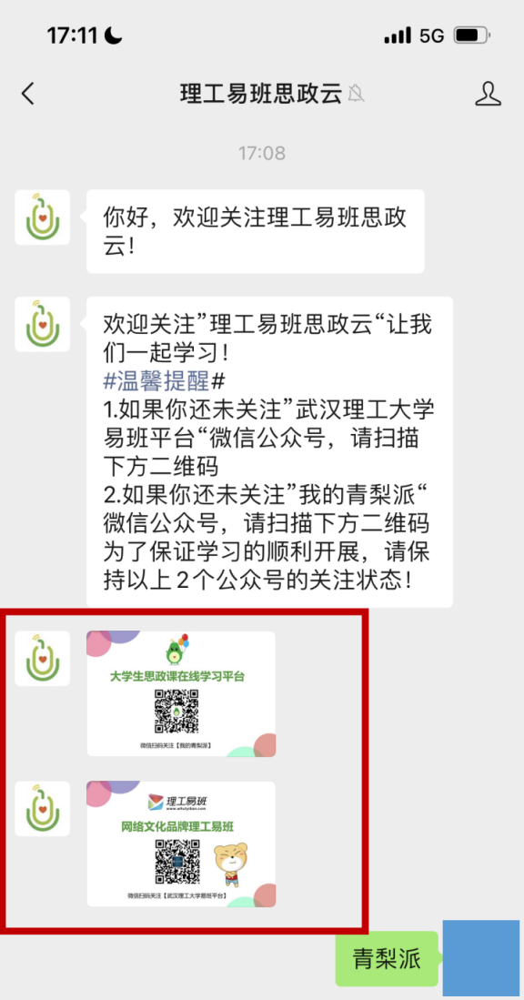 17:11
5G
理工易班思政云
17:08
你好，欢迎关注理工易班思政
云！
欢迎关注”理工易班思政云“让我
们一起学习！
#温馨提醒#
1.如果你还未关注”武汉理工大学
易班平台“微信公众号，请扫描
下方二维码
2.如果你还未关注”我的青梨派“
微信公众号，请扫描下方二维码
为了保证学习的顺利开展，请保
持以上2个公众号的关注状态！
大学生思政课在线学习平台
微信扫码关注【我的青梨派】
理工易班
网络文化品牌理工易班
微信扫码关注【武汉理工大学易班平台】
青梨派